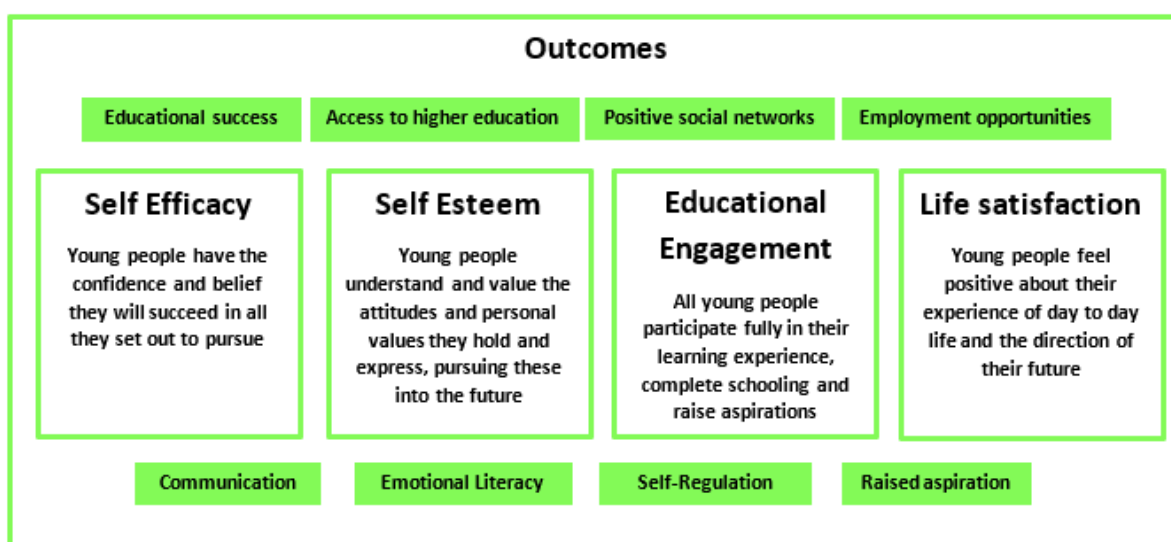 Outcomes
Educational success
Access to higher education
Positive social networks
Employment opportunities
Self Efficacy
Young people have the
confidence and belief
they will succeed in all
they set out to pursue
Self Esteem
Young people
understand and value the
attitudes and personal
values they hold and
express, pursuing these
into the future
Educational
Engagement
All young people
participate fully in their
learning experience,
complete schooling and
raise aspirations
Life satisfaction
Young people feel
positive about their
experience of day to day
life and the direction of
their future
Communication
Emotional Literacy
Self-Regulation
Raised aspiration